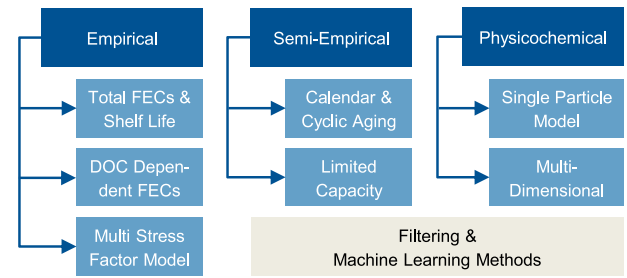 Empirical
Total FECs &
Shelf Life
DOC Depen-
dent FECs
Multi Stress
Factor Model
Semi-Empirical
Calendar &
Cyclic Aging
Limited
Capacity
Physicochemical
Single Particle
Model
Multi-
Dimensional
Filtering &
Machine Learning Methods